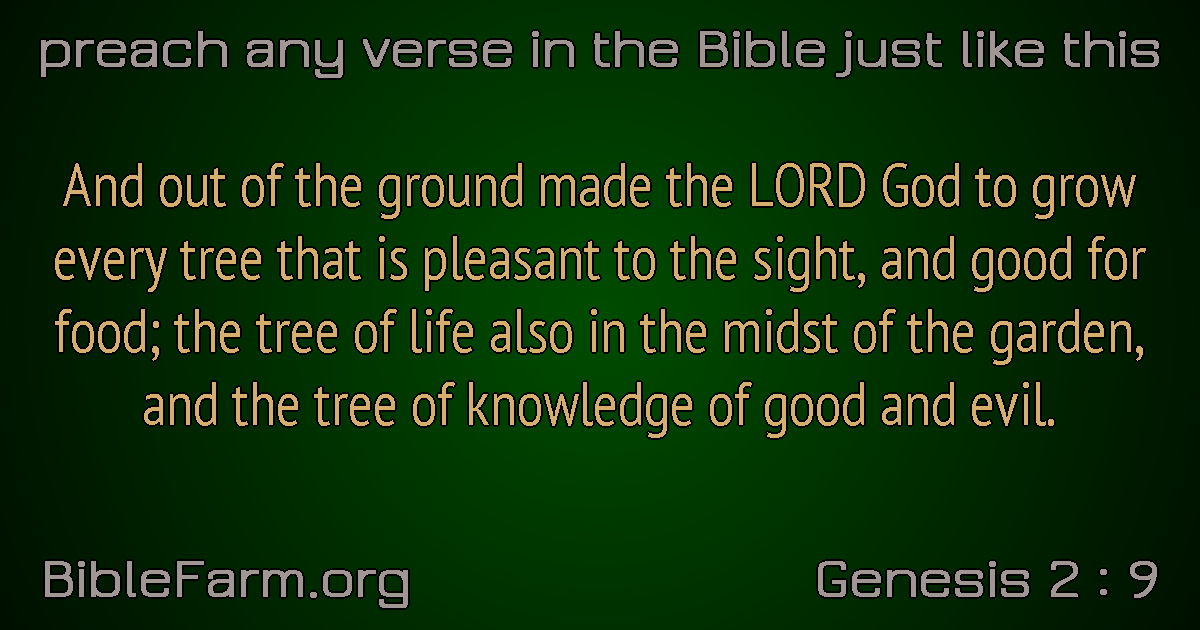 preach any verse in the Bible just like this
And out of the ground made the LORD God to grow
every tree that is pleasant to the sight, and good for
food; the tree of life also in the midst of the garden,
and the tree of knowledge of good and evil.
BibleFarm.org
Genesis 2 : 9